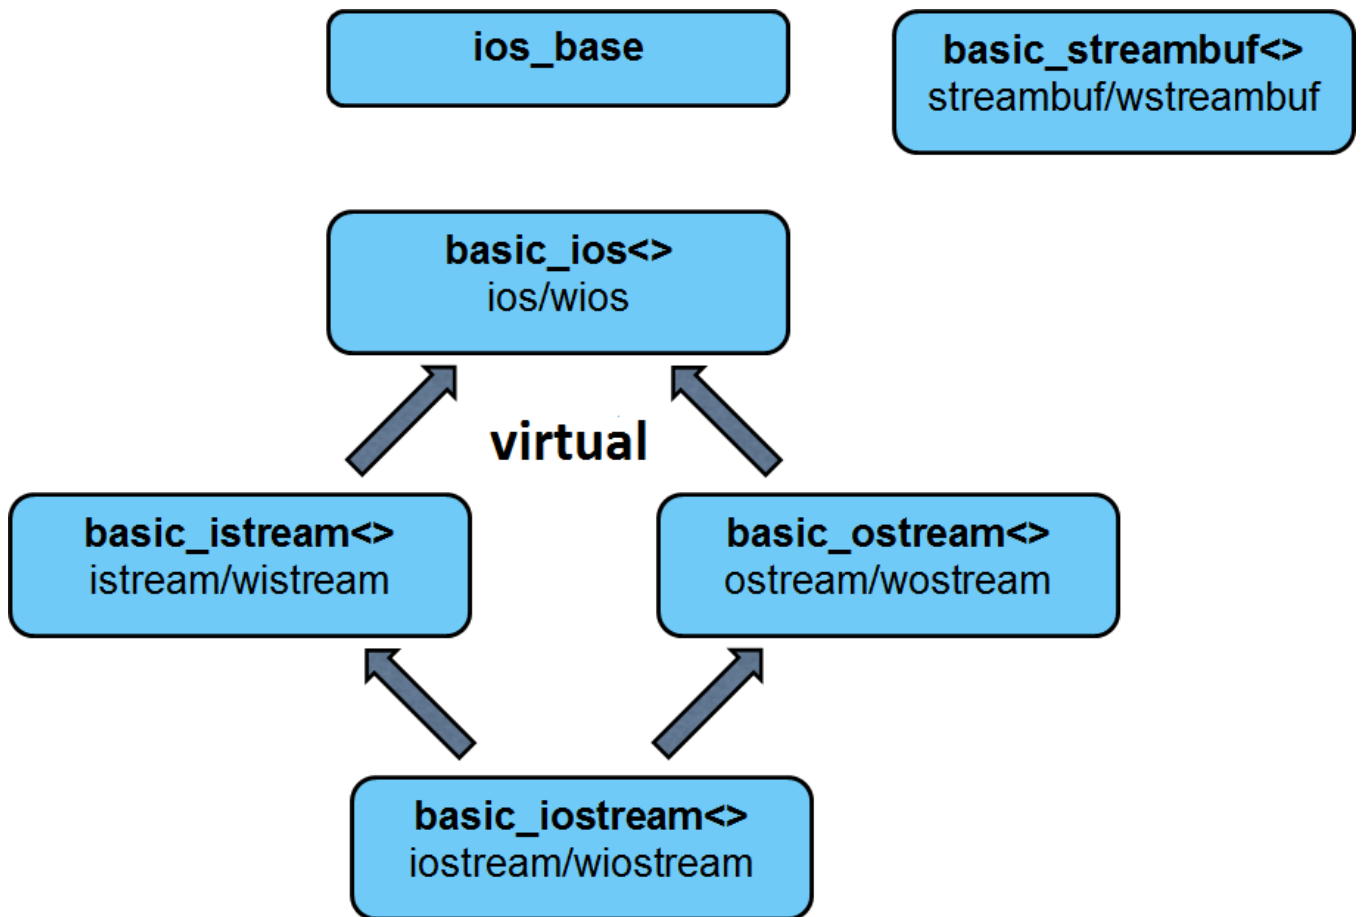 ios_base
basic_streambuf<>
streambuf/wstreambuf
basic_ios<>
ios/wios
virtual
basic_istream<>
istream/wistream
basic_ostream<>
ostream/wostream
basic_iostream<>
iostream/wiostream